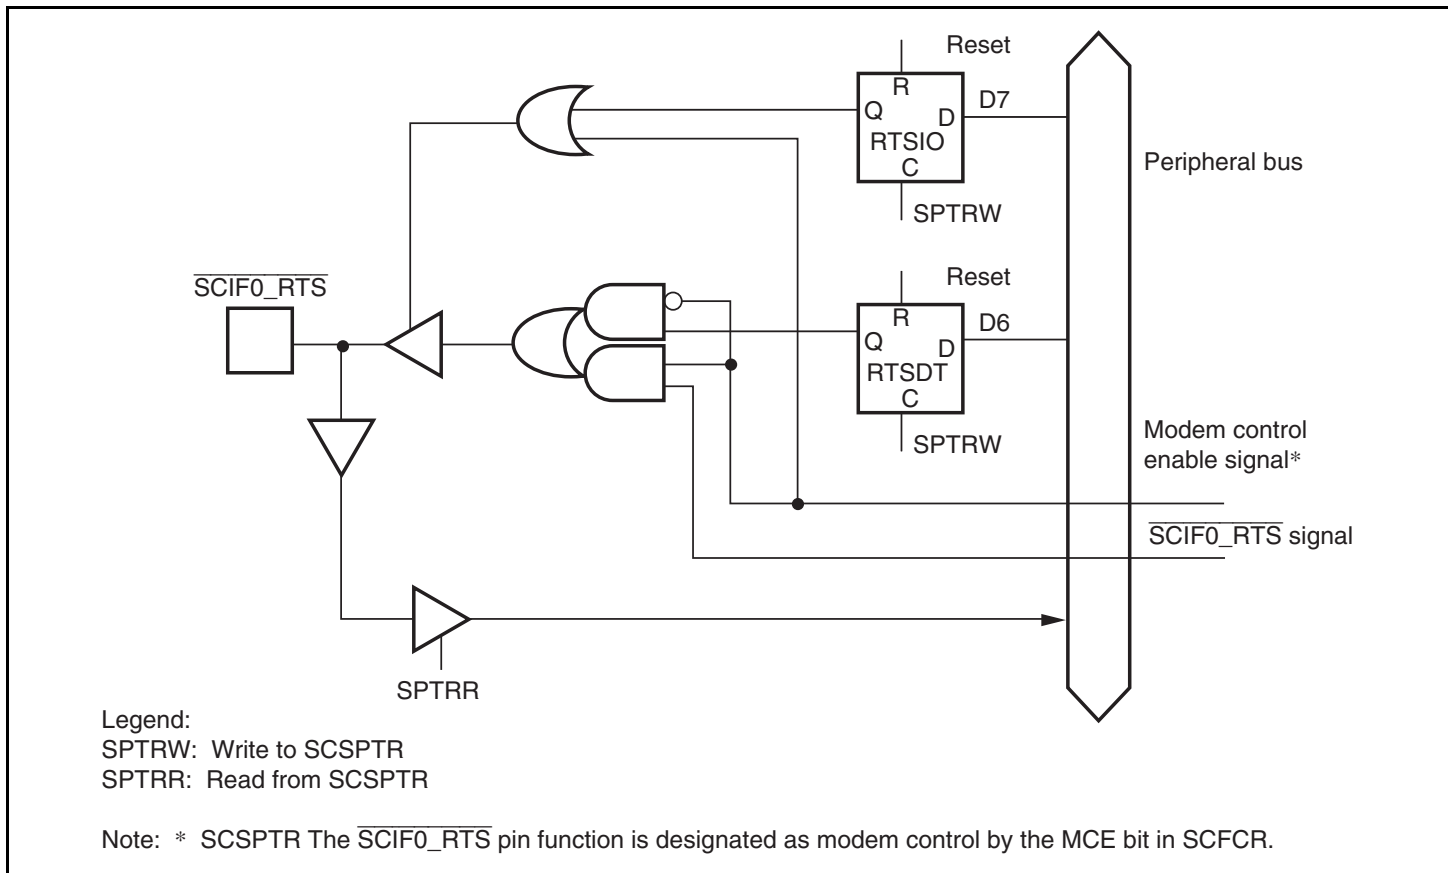 Reset
R
Q
D
D7
RTSIO
C
SPTRW
Peripheral bus
SCIF0_RTS
Reset
R
Q
D
D6
RTSDT
C
SPTRW
Modem control
enable signal*
SCIF0_RTS signal
SPTRR
Legend:
SPTRW: Write to SCSPTR
SPTRR: Read from SCSPTR
Note: * SCSPTR The SCIF0_RTS pin function is designated as modem control by the MCE bit in SCFCR.